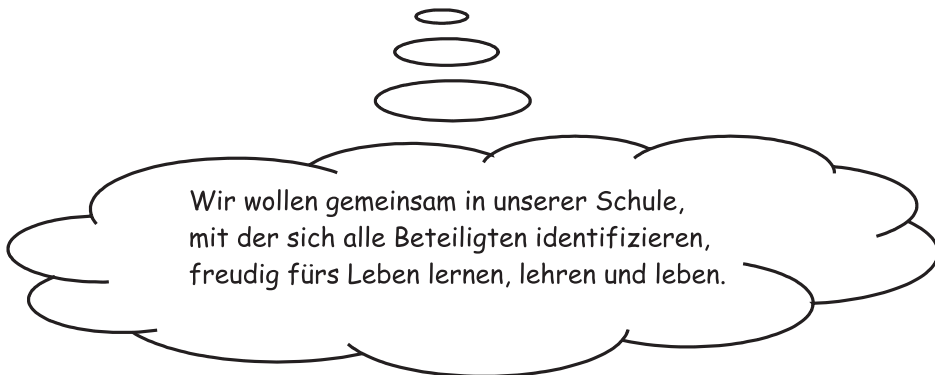 Wir wollen gemeinsam in unserer Schule,
mit der sich alle Beteiligten identifizieren,
freudig fürs Leben lernen, lehren und leben.